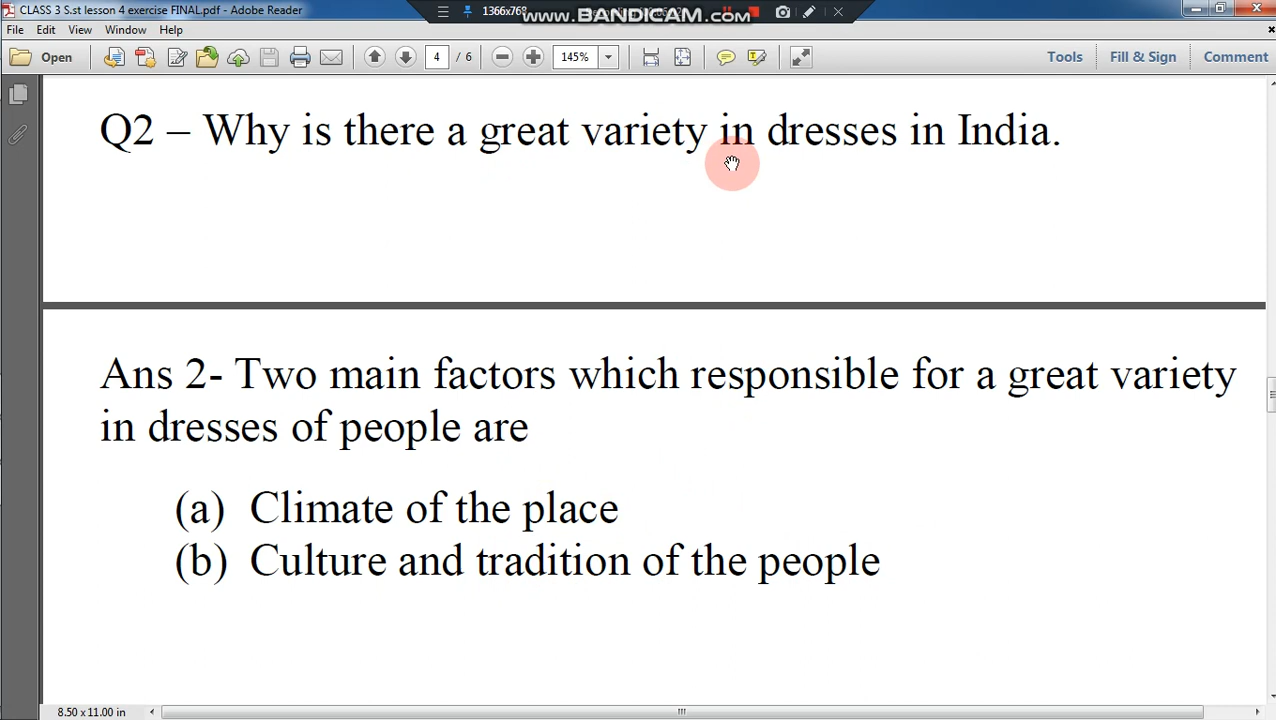 CLASS 3 S.st lesson 4 exercise FINAL.pdf - Adobe Reader
1366x768
www.BANDICAM.com
File Edit View Window Help
Open 4 / 6 145% Tools Fill & Sign Comment
Q2 – Why is there a great variety in dresses in India.
Ans 2- Two main factors which responsible for a great variety
in dresses of people are
(a) Climate of the place
(b) Culture and tradition of the people
8.50 x 11.00 in